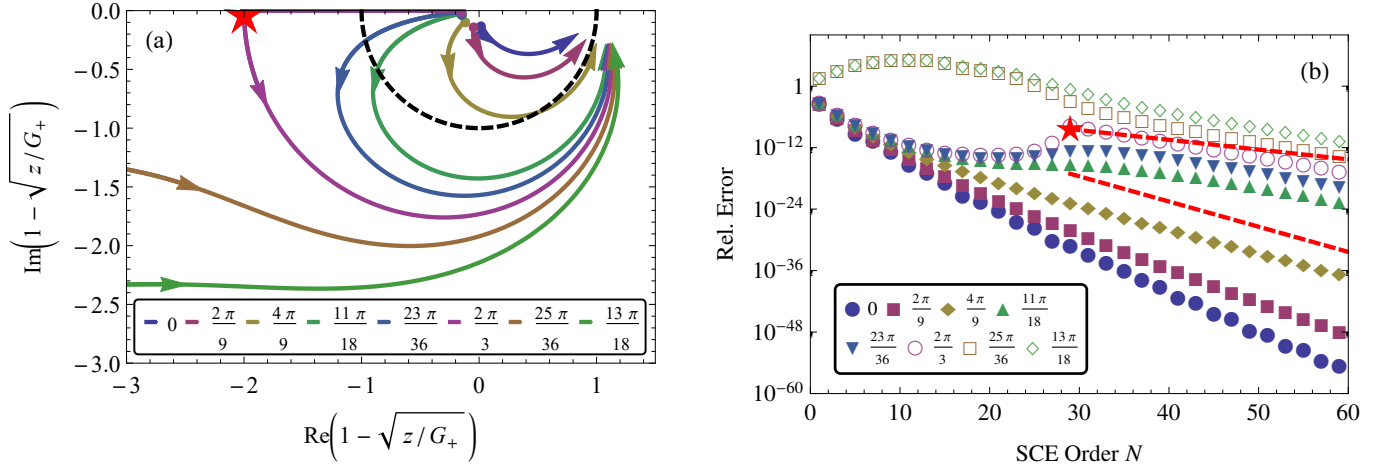 (a)
0.0
−0.5
−1.0
−1.5
−2.0
−2.5
−3.0
Im(1 − √z/G₊)
0 2π/9 4π/9 11π/18 23π/36 2π/3 25π/36 13π/18
−3 −2 −1 0 1
Re(1 − √z/G₊)
(b)
1
10⁻¹²
10⁻²⁴
10⁻³⁶
10⁻⁴⁸
10⁻⁶⁰
Rel. Error
0 2π/9 4π/9 11π/18
23π/36 2π/3 25π/36 13π/18
0 10 20 30 40 50 60
SCE Order N